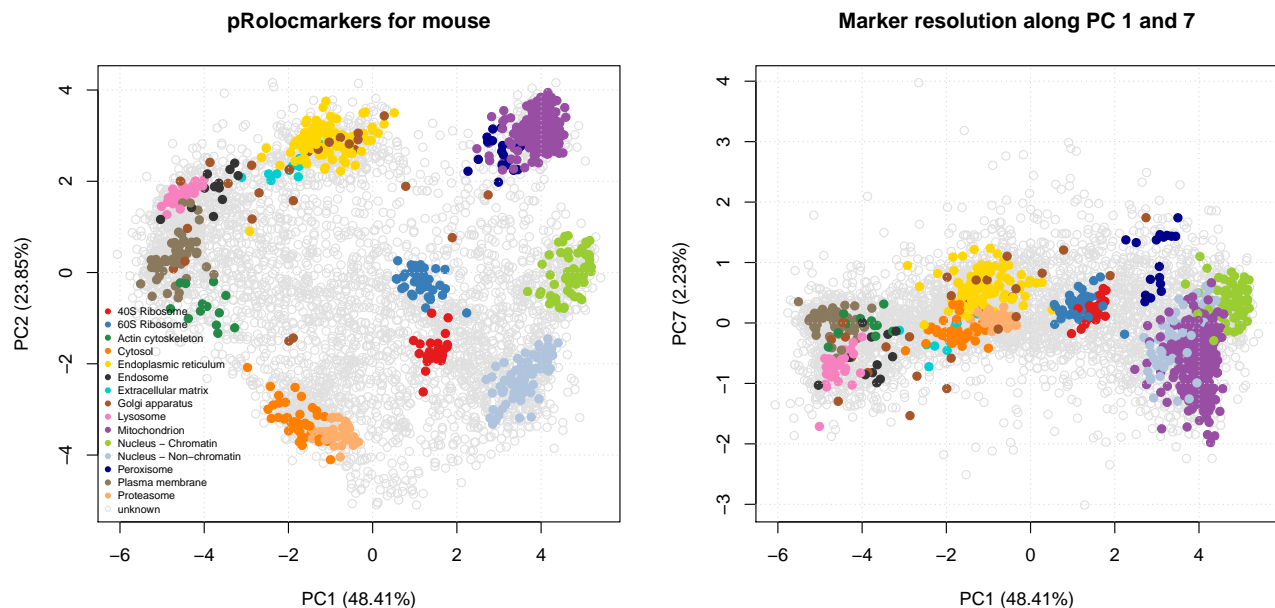 pRolocmarkers for mouse
4
2
0
−2
−4
PC2 (23.85%)
40S Ribosome
60S Ribosome
Actin cytoskeleton
Cytosol
Endoplasmic reticulum
Endosome
Extracellular matrix
Golgi apparatus
Lysosome
Mitochondrion
Nucleus − Chromatin
Nucleus − Non−chromatin
Peroxisome
Plasma membrane
Proteasome
unknown
−6 −4 −2 0 2 4
PC1 (48.41%)
Marker resolution along PC 1 and 7
4
3
2
1
0
−1
−2
−3
PC7 (2.23%)
−6 −4 −2 0 2 4
PC1 (48.41%)